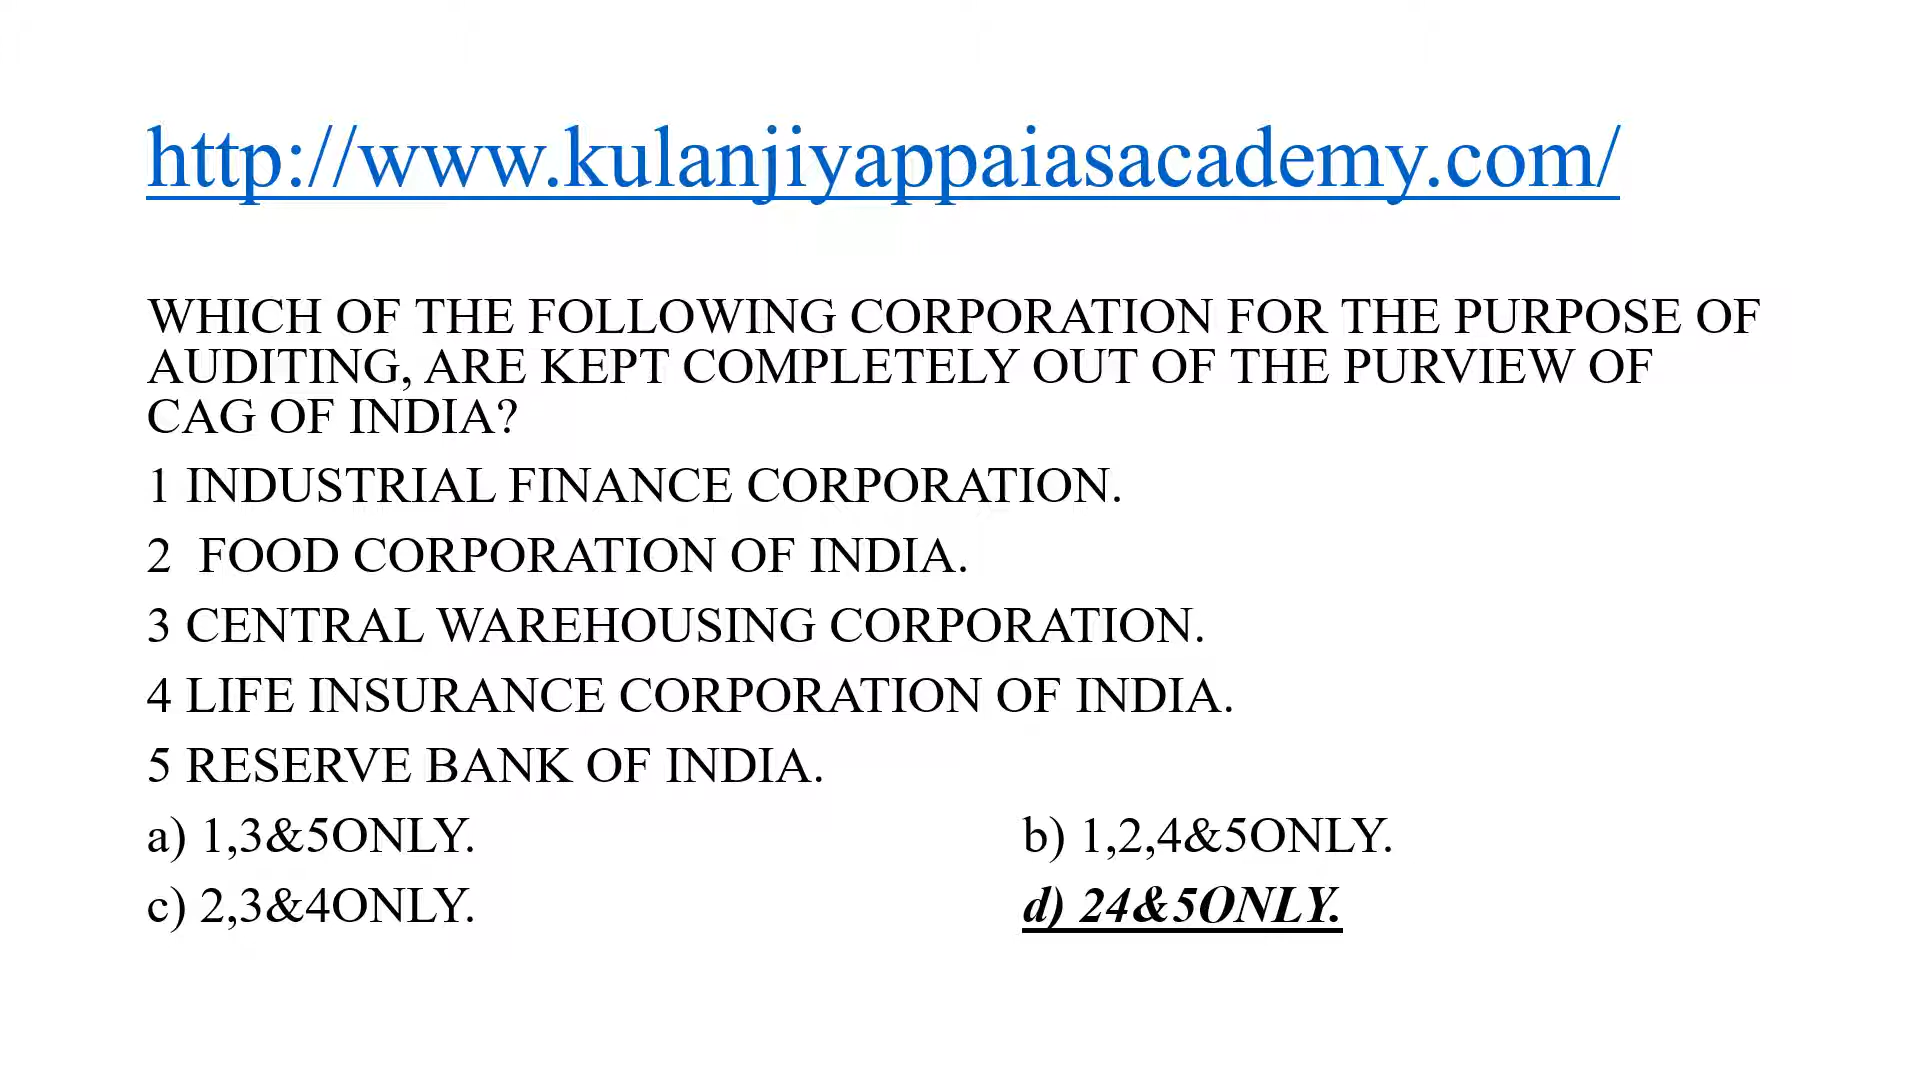 http://www.kulanjiyappaiasacademy.com/
WHICH OF THE FOLLOWING CORPORATION FOR THE PURPOSE OF
AUDITING, ARE KEPT COMPLETELY OUT OF THE PURVIEW OF
CAG OF INDIA?
1 INDUSTRIAL FINANCE CORPORATION.
2  FOOD CORPORATION OF INDIA.
3 CENTRAL WAREHOUSING CORPORATION.
4 LIFE INSURANCE CORPORATION OF INDIA.
5 RESERVE BANK OF INDIA.
a) 1,3&5ONLY. b) 1,2,4&5ONLY.
c) 2,3&4ONLY. d) 24&5ONLY.